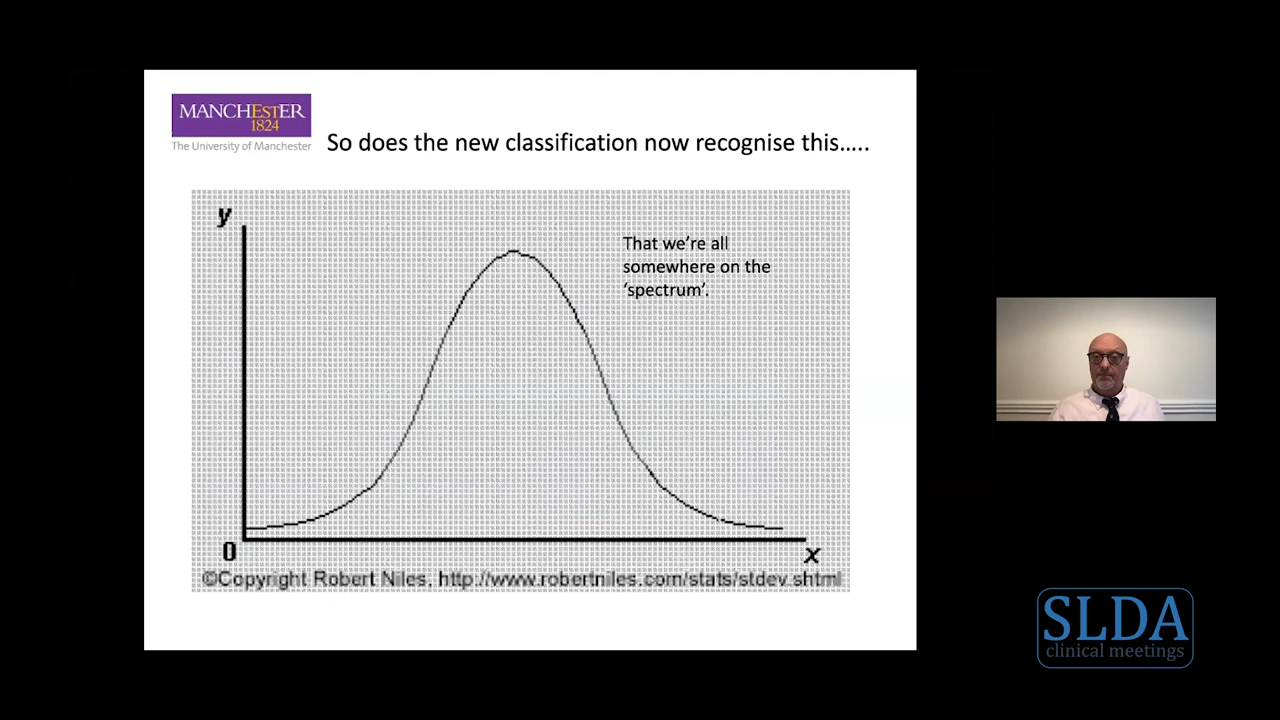 MANCHESTER
1824
The University of Manchester
So does the new classification now recognise this.....
y
That we’re all
somewhere on the
‘spectrum’.
0
x
©Copyright Robert Niles, http://www.robertniles.com/stats/stdev.shtml
SLDA
clinical meetings